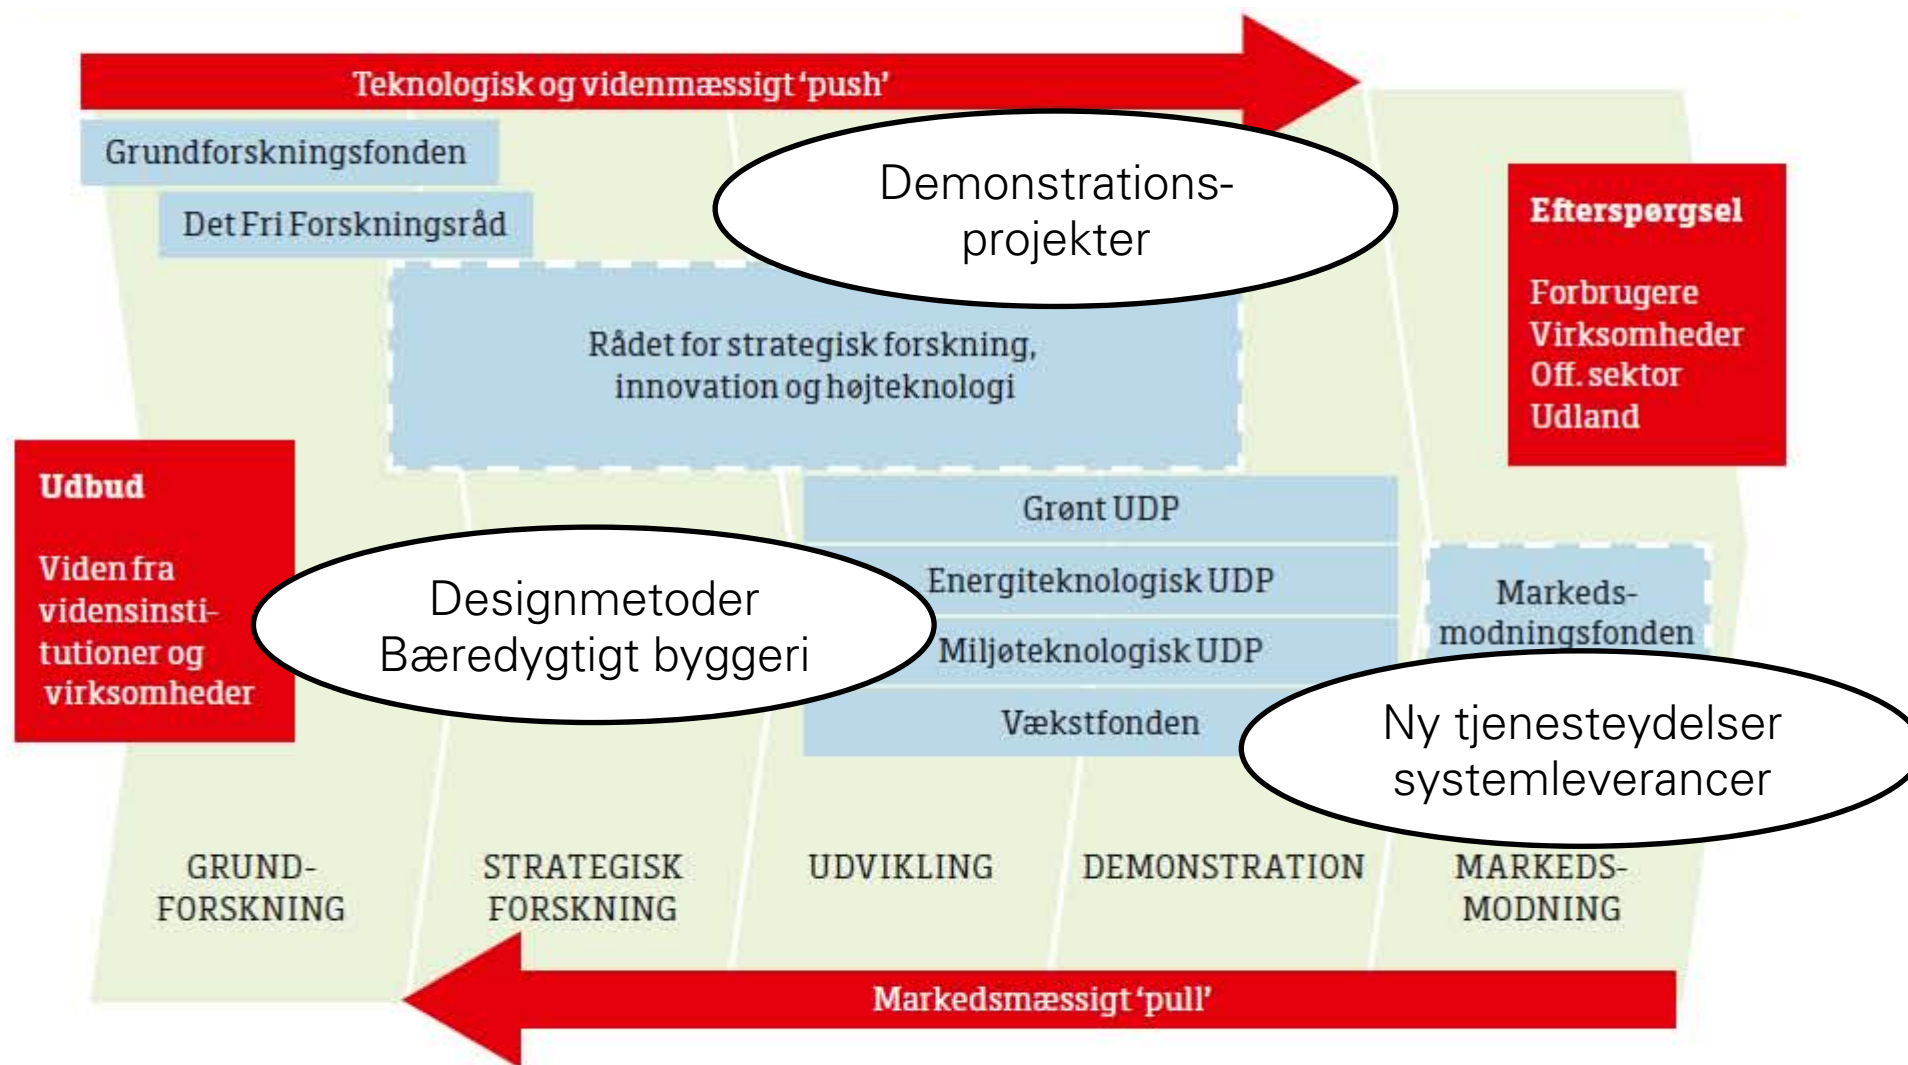 Teknologisk og videnmæssigt ‘push’
Grundforskningsfonden
Det Fri Forskningsråd
Demonstrations-
projekter
Efterspørgsel
Forbrugere
Virksomheder
Off. sektor
Udland
Rådet for strategisk forskning,
innovation og højteknologi
Udbud
Viden fra
vidensinsti-
tutioner og
virksomheder
Designmetoder
Bæredygtigt byggeri
Grønt UDP
Energiteknologisk UDP
Miljøteknologisk UDP
Vækstfonden
Markeds-
modningsfonden
Ny tjenesteydelser
systemleverancer
GRUND-
FORSKNING
STRATEGISK
FORSKNING
UDVIKLING
DEMONSTRATION
MARKEDS-
MODNING
Markedsmæssigt ‘pull’